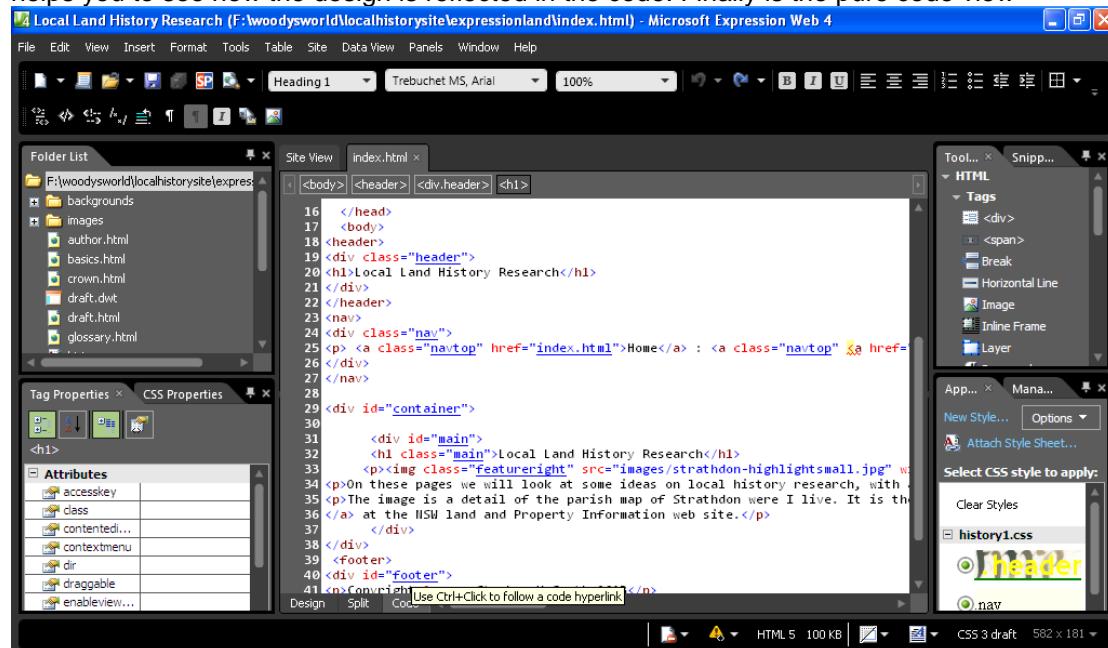 helps you to see how the design is reflected in the code. Finally is the pure code view
Local Land History Research (F:\woodysworld\localhistorysite\expressionland\index.html) - Microsoft Expression Web 4
File Edit View Insert Format Tools Table Site Data View Panels Window Help
Heading 1 Trebuchet MS, Arial 100%
Folder List
F:\woodysworld\localhistorysite\expres
backgrounds
images
author.html
basics.html
crown.html
draft.dwt
draft.html
glossary.html
Tag Properties CSS Properties
<h1>
Attributes
accesskey
class
contentedi...
contextmenu
dir
draggable
enableview...
Site View index.html
<body> <header> <div.header> <h1>
16 </head>
17 <body>
18 <header>
19 <div class="header">
20 <h1>Local Land History Research</h1>
21 </div>
22 </header>
23 <nav>
24 <div class="nav">
25 <p> <a class="navtop" href="index.html">Home</a> : <a class="navtop" <a href="
26 </div>
27 </nav>
28
29 <div id="container">
30
31 <div id="main">
32 <h1 class="main">Local Land History Research</h1>
33 <p><img class="featureright" src="images/strathdon-highlightsmall.jpg" wi
34 <p>On these pages we will look at some ideas on local history research, with
35 <p>The image is a detail of the parish map of Strathdon were I live. It is the
36 </a> at the NSW land and Property Information web site.</p>
37 </div>
38 </div>
39 <footer>
40 <div id="footer">
41 <p>Copyright
Use Ctrl+Click to follow a code hyperlink
Design Split Code
Tool... Snipp...
HTML
Tags
<div>
<span>
Break
Horizontal Line
Image
Inline Frame
Layer
App... Mana...
New Style... Options
Attach Style Sheet...
Select CSS style to apply:
Clear Styles
history1.css
.header
.nav
HTML 5 100 KB CSS 3 draft 582 x 181